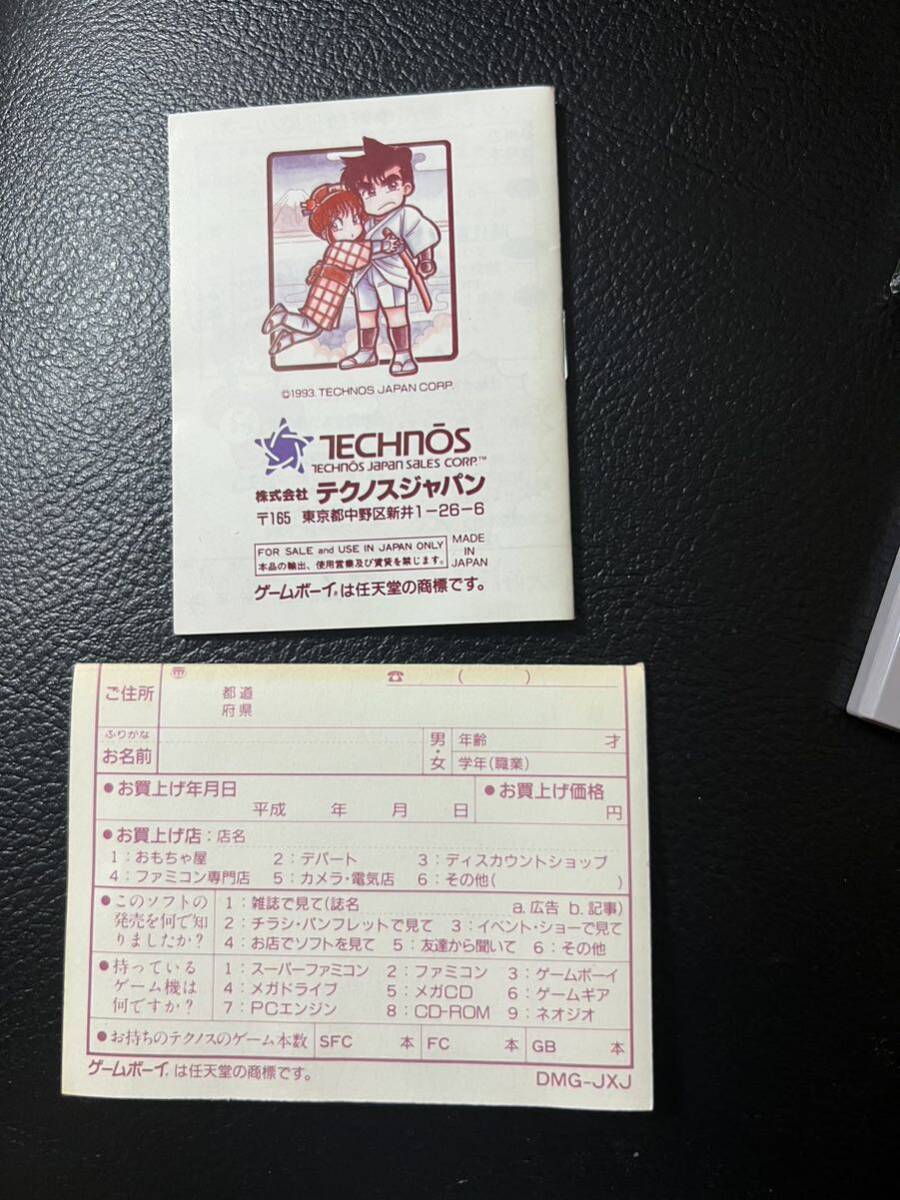 ©1993 TECHNOS JAPAN CORP.
TECHNŌS
TECHNŌS JAPAN SALES CORP.™
株式会社 テクノスジャパン
〒165 東京都中野区新井1-26-6
FOR SALE and USE IN JAPAN ONLY
本品の輸出、使用営業及び賃貸を禁じます。
MADE
IN
JAPAN
ゲームボーイ®は任天堂の商標です。
ご住所 〒 都道 ☎ ( )
府県
ふりがな
お名前
男・女
年齢 才
学年(職業)
●お買上げ年月日
平成 年 月 日
●お買上げ価格
円
●お買上げ店:店名
1:おもちゃ屋 2:デパート 3:ディスカウントショップ
4:ファミコン専門店 5:カメラ・電気店 6:その他( )
●このソフトの
発売を何で知
りましたか?
1:雑誌で見て(誌名 a.広告 b.記事)
2:チラシ・パンフレットで見て 3:イベント・ショーで見て
4:お店でソフトを見て 5:友達から聞いて 6:その他
●持っている
ゲーム機は
何ですか?
1:スーパーファミコン 2:ファミコン 3:ゲームボーイ
4:メガドライブ 5:メガCD 6:ゲームギア
7:PCエンジン 8:CD-ROM 9:ネオジオ
●お持ちのテクノスのゲーム本数 SFC 本 FC 本 GB 本
ゲームボーイ®は任天堂の商標です。
DMG-JXJ